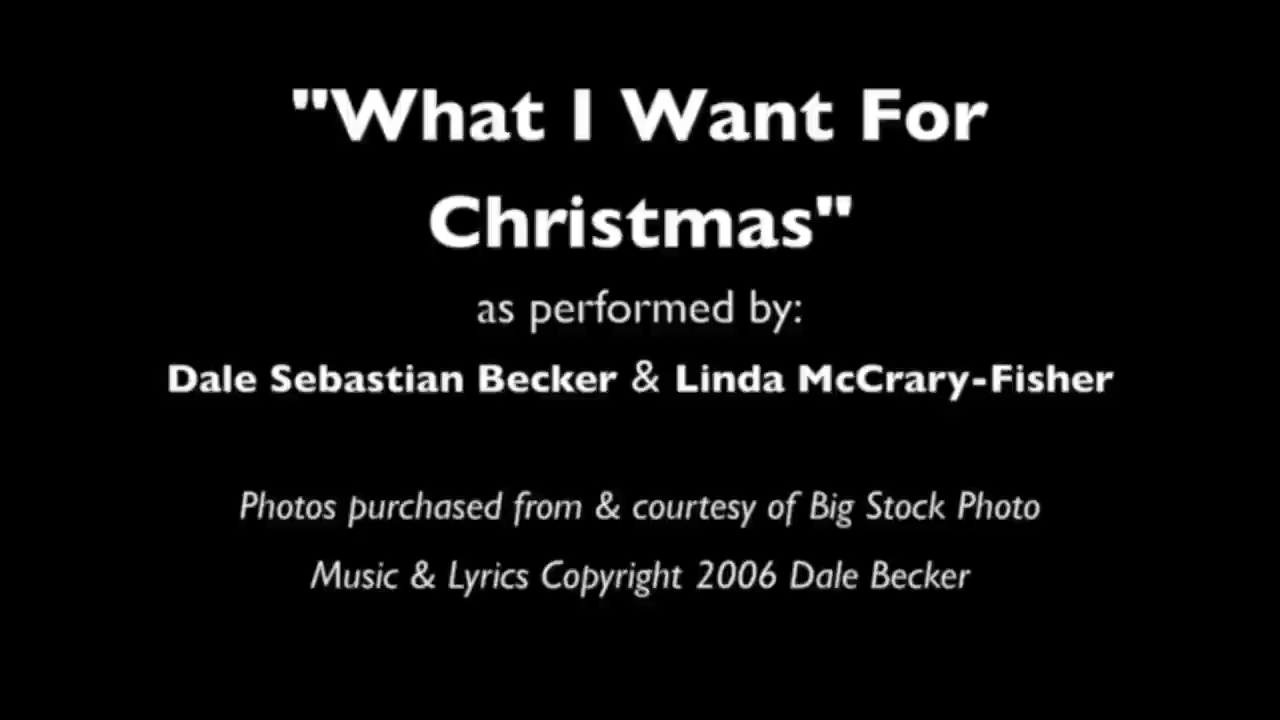 "What I Want For
Christmas"
as performed by:
Dale Sebastian Becker & Linda McCrary-Fisher
Photos purchased from & courtesy of Big Stock Photo
Music & Lyrics Copyright 2006 Dale Becker